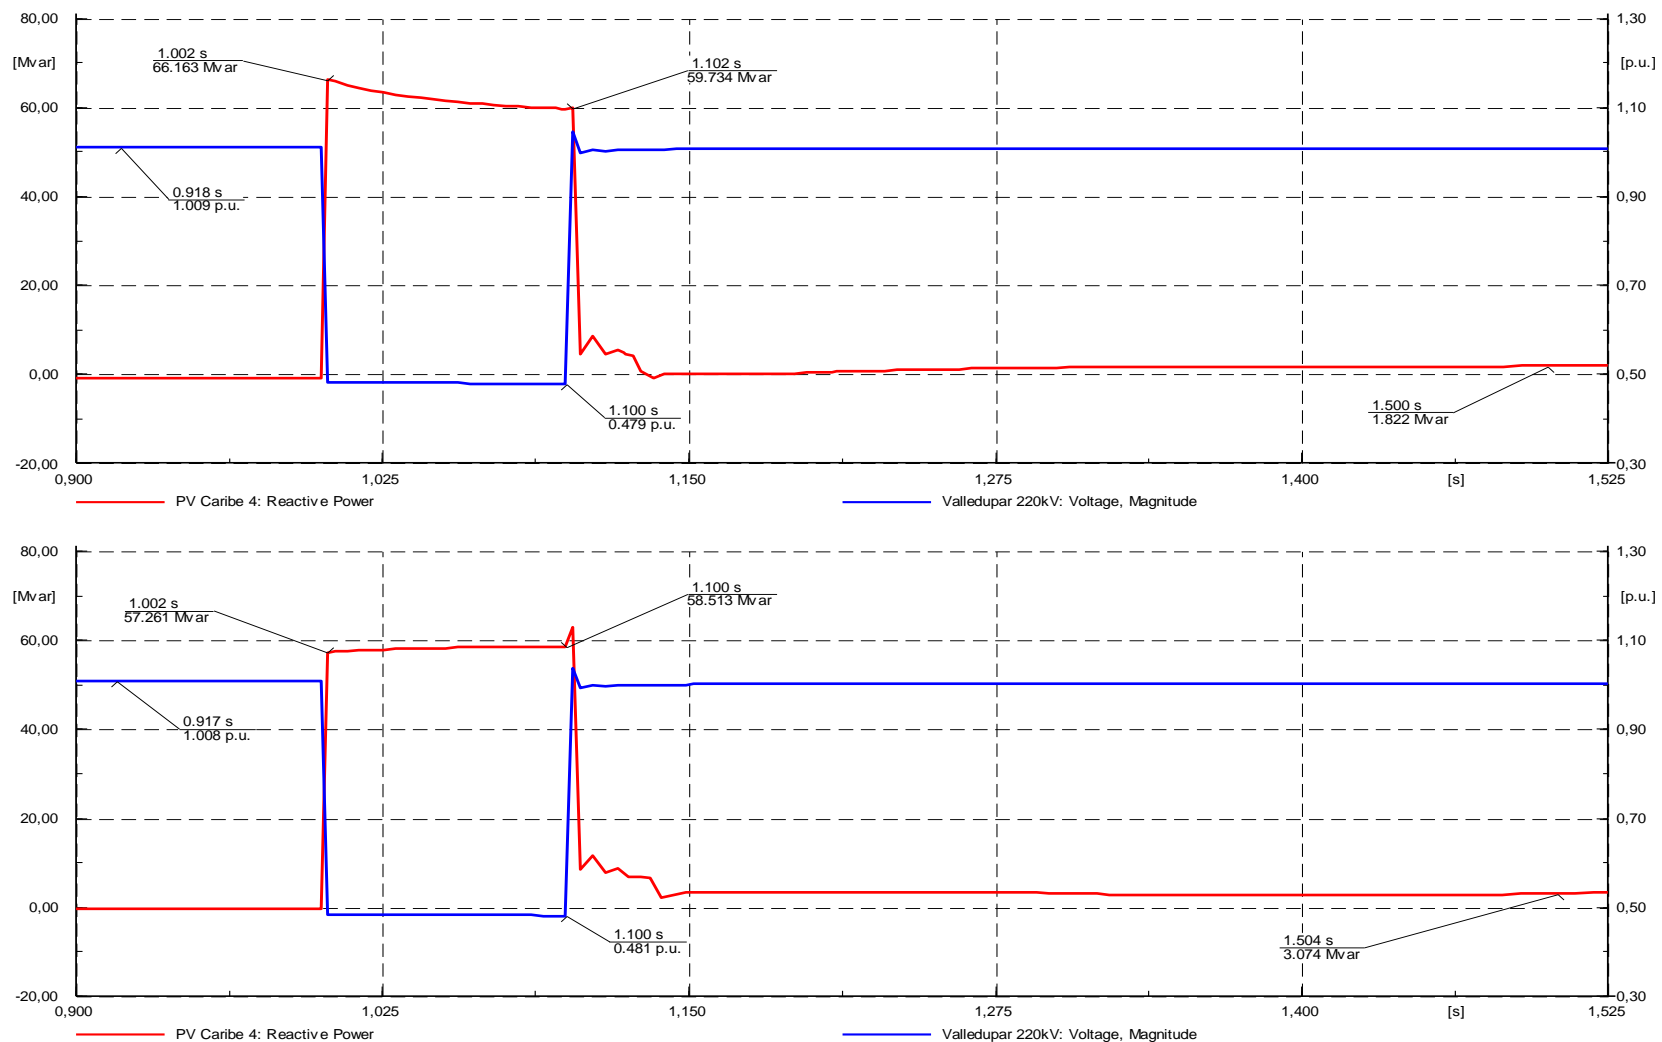 80,00 1,30
1.002 s
66.163 Mvar
[Mvar] [p.u.]
1.102 s
59.734 Mvar
60,00 1,10
0.918 s
1.009 p.u.
40,00 0,90
20,00 0,70
0,00 0,50
1.100 s
0.479 p.u.
1.500 s
1.822 Mvar
-20,00 0,30
0,900 1,025 1,150 1,275 1,400 [s] 1,525
PV Caribe 4: Reactive Power Valledupar 220kV: Voltage, Magnitude
80,00 1,30
[Mvar] [p.u.]
1.002 s
57.261 Mvar
1.100 s
58.513 Mvar
60,00 1,10
0.917 s
1.008 p.u.
40,00 0,90
20,00 0,70
0,00 0,50
1.100 s
0.481 p.u.
1.504 s
3.074 Mvar
-20,00 0,30
0,900 1,025 1,150 1,275 1,400 [s] 1,525
PV Caribe 4: Reactive Power Valledupar 220kV: Voltage, Magnitude